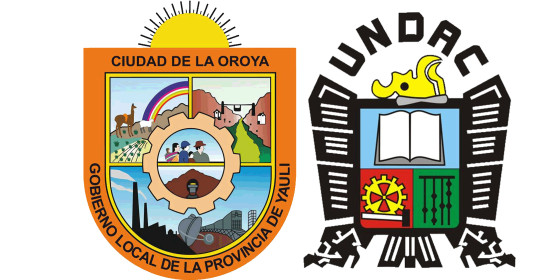 CIUDAD DE LA OROYA
GOBIERNO LOCAL DE LA PROVINCIA DE YAULI
UNDAC